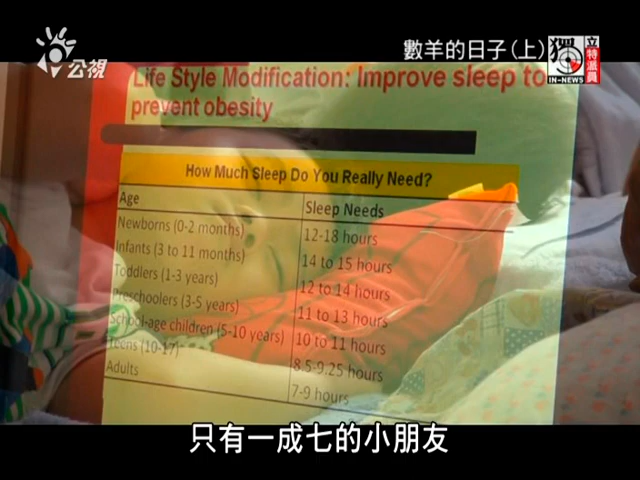 數羊的日子(上)
獨
立特派員
IN-NEWS
公視
Life Style Modification: Improve sleep to
prevent obesity
How Much Sleep Do You Really Need?
Age Sleep Needs
Newborns (0-2 months) 12-18 hours
Infants (3 to 11 months) 14 to 15 hours
Toddlers (1-3 years) 12 to 14 hours
Preschoolers (3-5 years) 11 to 13 hours
School-age children (5-10 years) 10 to 11 hours
Teens (10-17) 8.5-9.25 hours
Adults 7-9 hours
只有一成七的小朋友